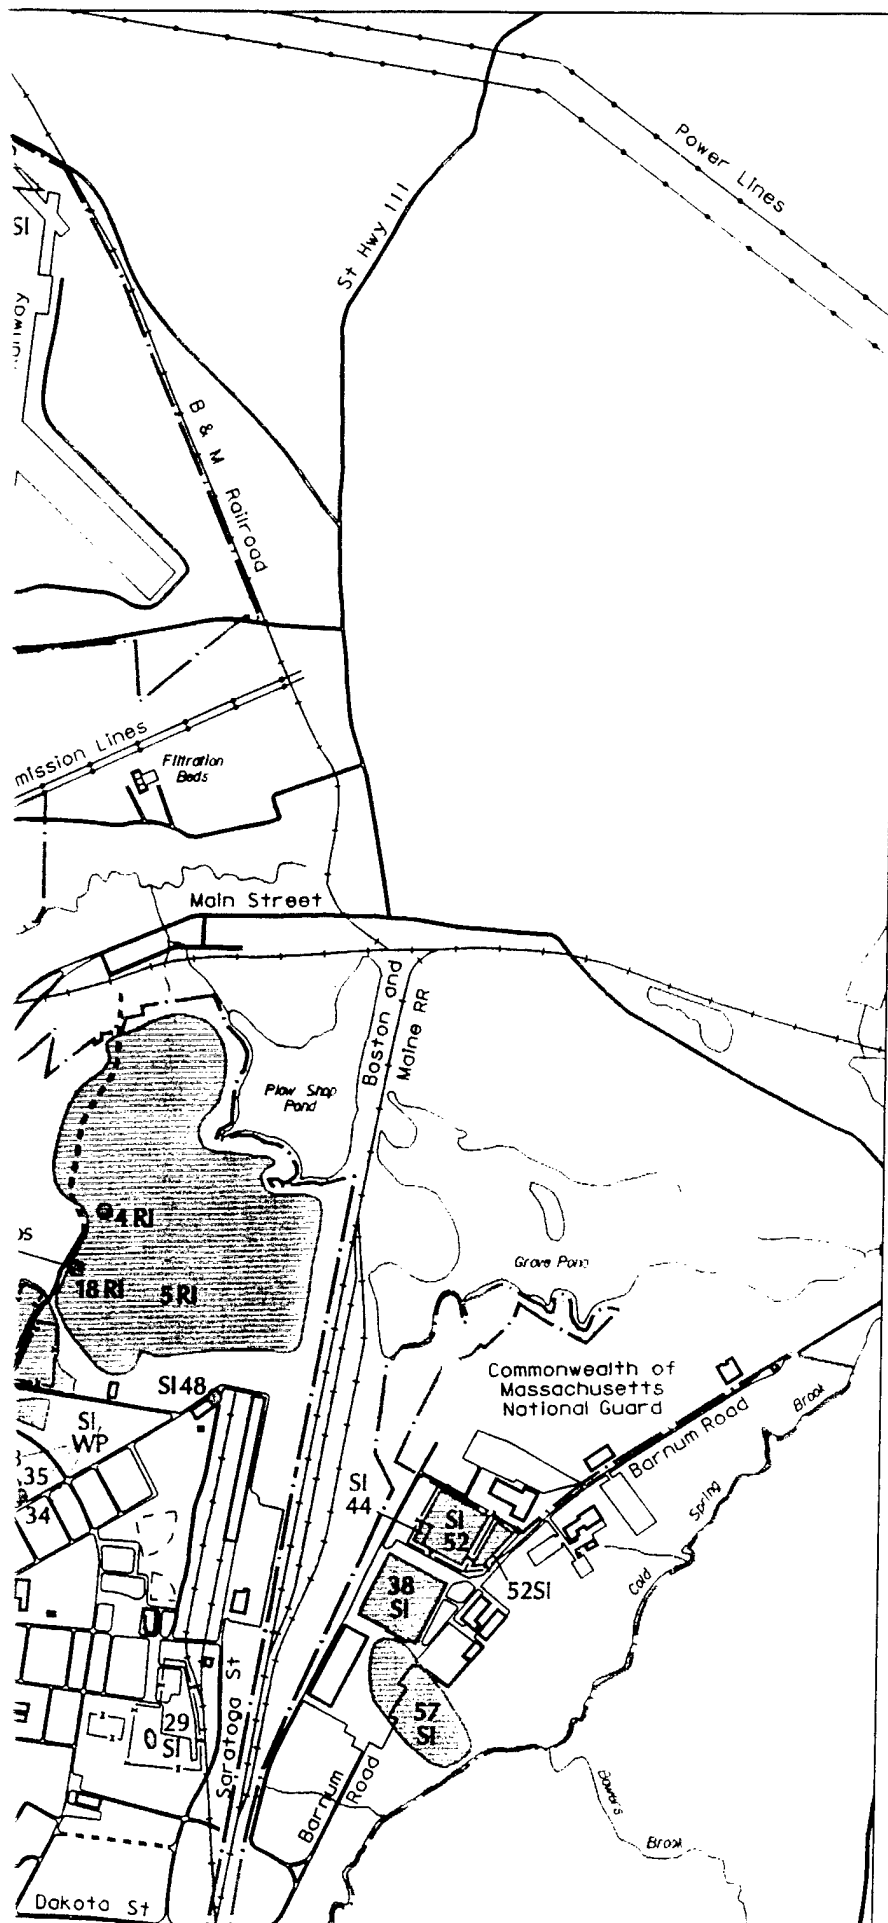 Power Lines
St Hwy 111
SI
B & M Railroad
mission Lines
Filtration
Beds
Main Street
Boston and
Maine RR
Plow Shop
Pond
4 RI
18 RI
5 RI
Grove Pond
Commonwealth of
Massachusetts
National Guard
Barnum Road
Brook
Spring
Cold
SI 48
SI,
WP
35
34
SI
44
SI
52
52SI
38
SI
57
SI
29
SI
Saratoga St
Barnum
Road
Bowers
Brook
Dakota St